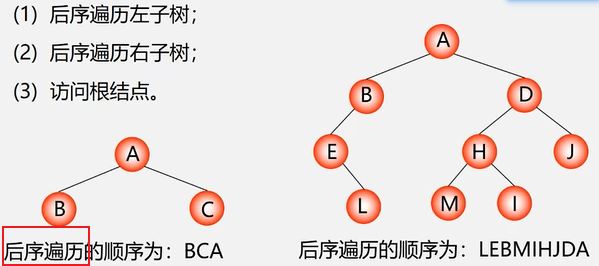 (1) 后序遍历左子树；
(2) 后序遍历右子树；
(3) 访问根结点。
A
B
C
后序遍历的顺序为：BCA
A
B
D
E
H
J
L
M
I
后序遍历的顺序为：LEBMIHJDA